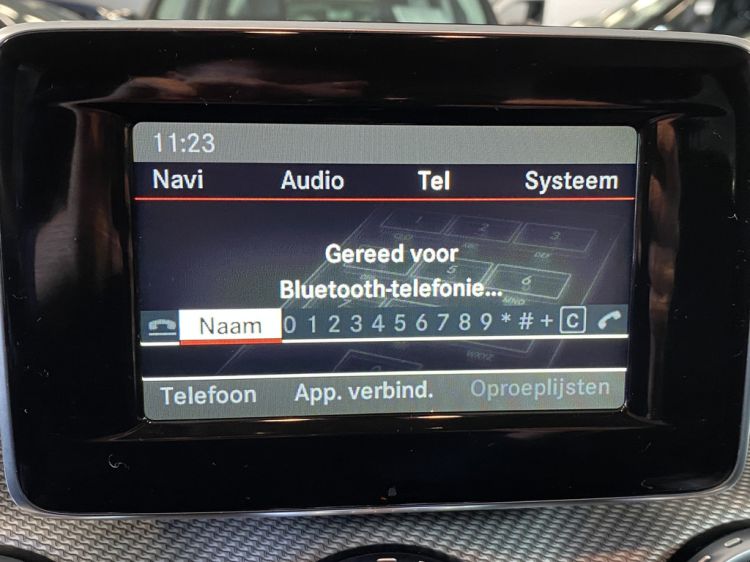 11:23
Navi Audio Tel Systeem
Gereed voor
Bluetooth-telefonie...
Naam 0 1 2 3 4 5 6 7 8 9 * # + C
Telefoon App. verbind. Oproeplijsten